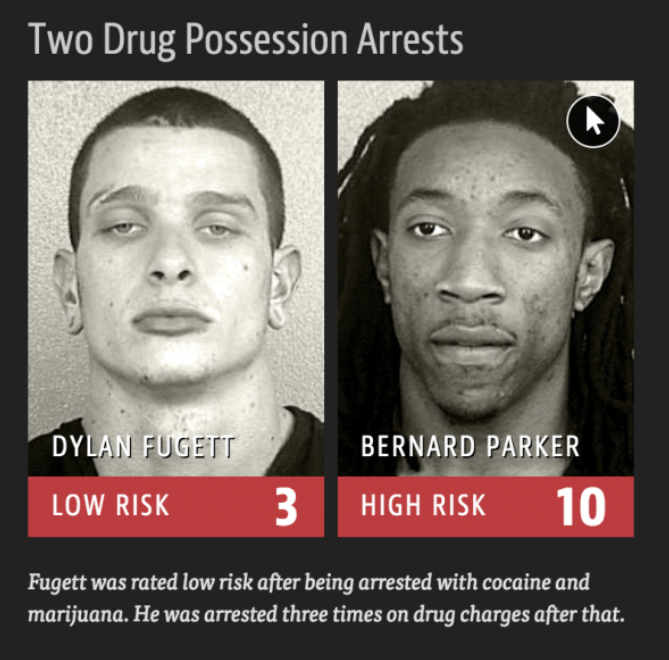 Two Drug Possession Arrests
DYLAN FUGETT
BERNARD PARKER
LOW RISK 3
HIGH RISK 10
Fugett was rated low risk after being arrested with cocaine and
marijuana. He was arrested three times on drug charges after that.